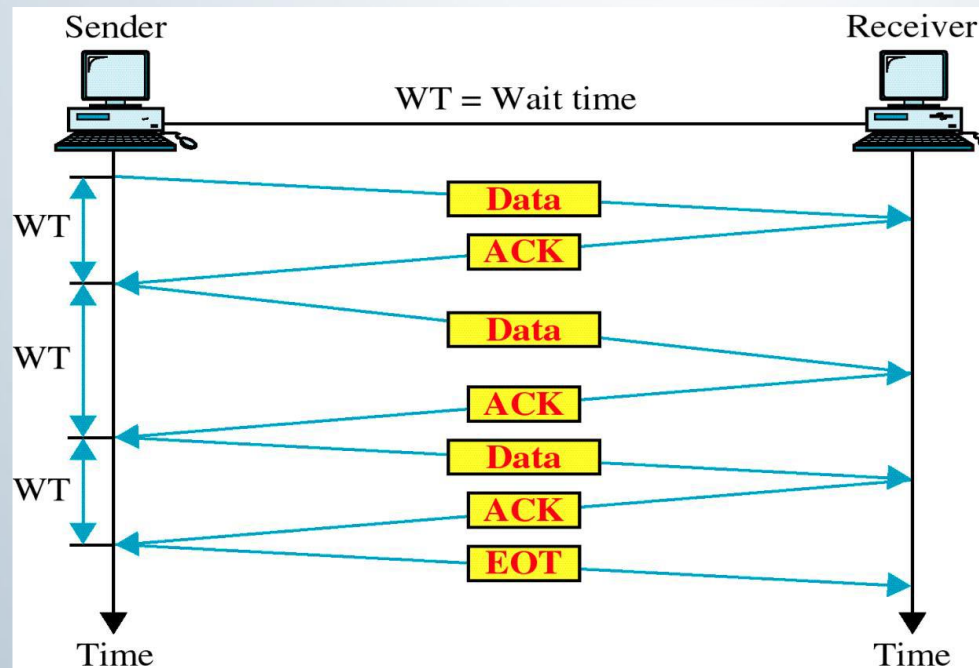 Sender
Receiver
WT = Wait time
Data
WT
ACK
Data
WT
ACK
Data
WT
ACK
EOT
Time
Time